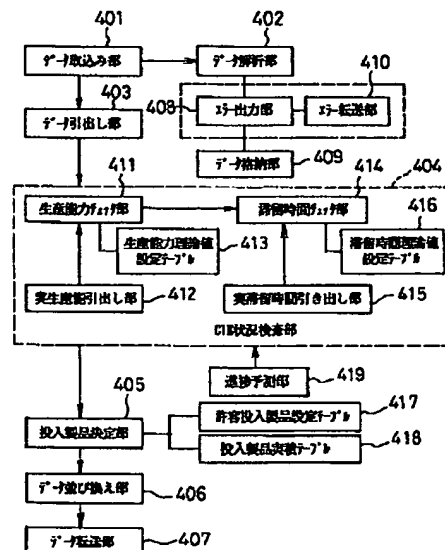 401
402
データ取込み部
データ解析部
403
410
408
エラー出力部
エラー転送部
データ引出し部
データ格納部
409
411
414
404
生産能力チェック部
滞留時間チェック部
416
生産能力理論値
設定テーブル
413
滞留時間理論値
設定テーブル
実生産能引出し部
412
実滞留時間引き出し部
415
CIM状況検査部
進捗予測部
419
405
許容投入製品設定テーブル
417
投入製品決定部
投入製品実積テーブル
418
データ並び換え部
406
データ転送部
407